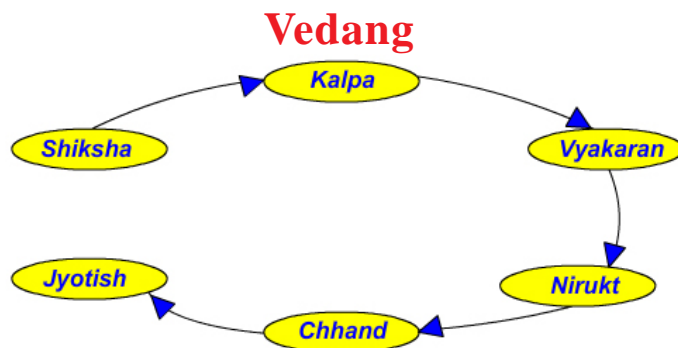 Vedang
Kalpa
Shiksha
Vyakaran
Jyotish
Nirukt
Chhand